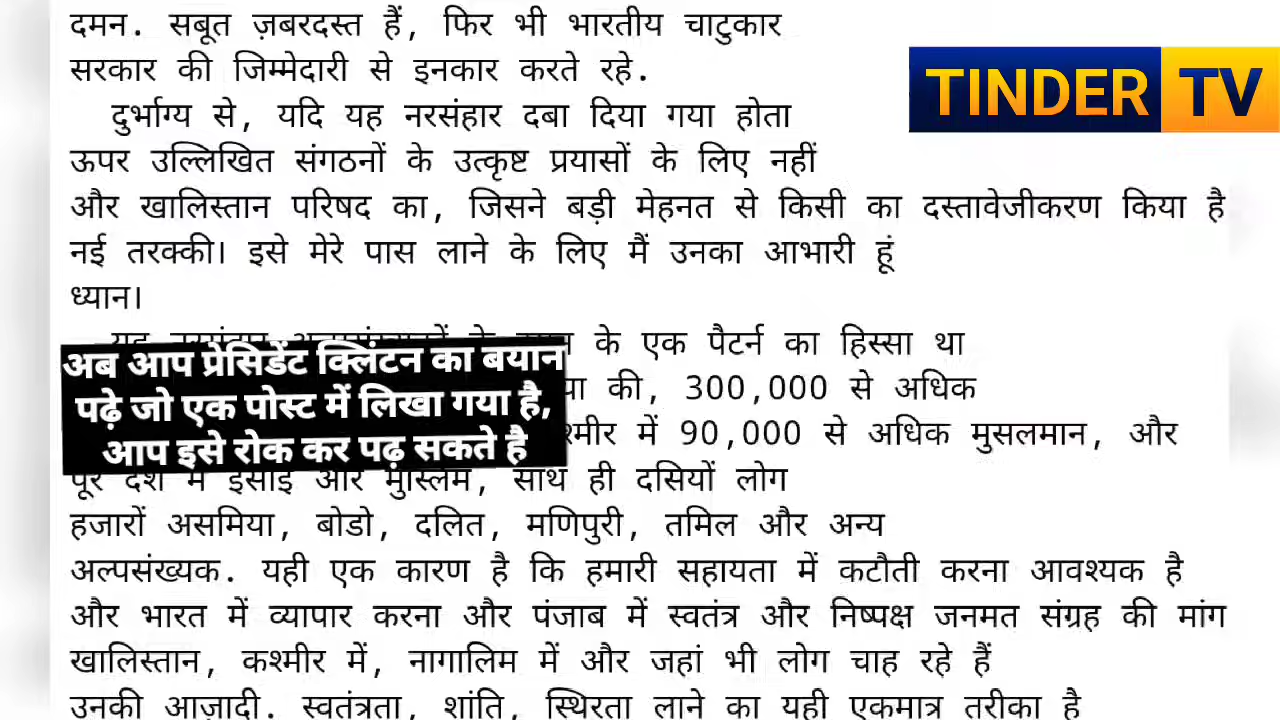 दमन. सबूत ज़बरदस्त हैं, फिर भी भारतीय चाटुकार
सरकार की जिम्मेदारी से इनकार करते रहे.
TINDER TV
दुर्भाग्य से, यदि यह नरसंहार दबा दिया गया होता
ऊपर उल्लिखित संगठनों के उत्कृष्ट प्रयासों के लिए नहीं
और खालिस्तान परिषद का, जिसने बड़ी मेहनत से किसी का दस्तावेजीकरण किया है
नई तरक्की। इसे मेरे पास लाने के लिए मैं उनका आभारी हूं
ध्यान।
के एक पैटर्न का हिस्सा था
की, 300,000 से अधिक
में 90,000 से अधिक मुसलमान, और
अब आप प्रेसिडेंट क्लिंटन का बयान
पढ़े जो एक पोस्ट में लिखा गया है,
आप इसे रोक कर पढ़ सकते है
पूरे देश में ईसाई और मुस्लिम, साथ ही दसियों लोग
हजारों असमिया, बोडो, दलित, मणिपुरी, तमिल और अन्य
अल्पसंख्यक. यही एक कारण है कि हमारी सहायता में कटौती करना आवश्यक है
और भारत में व्यापार करना और पंजाब में स्वतंत्र और निष्पक्ष जनमत संग्रह की मांग
खालिस्तान, कश्मीर में, नागालिम में और जहां भी लोग चाह रहे हैं
उनकी आज़ादी. स्वतंत्रता, शांति, स्थिरता लाने का यही एकमात्र तरीका है